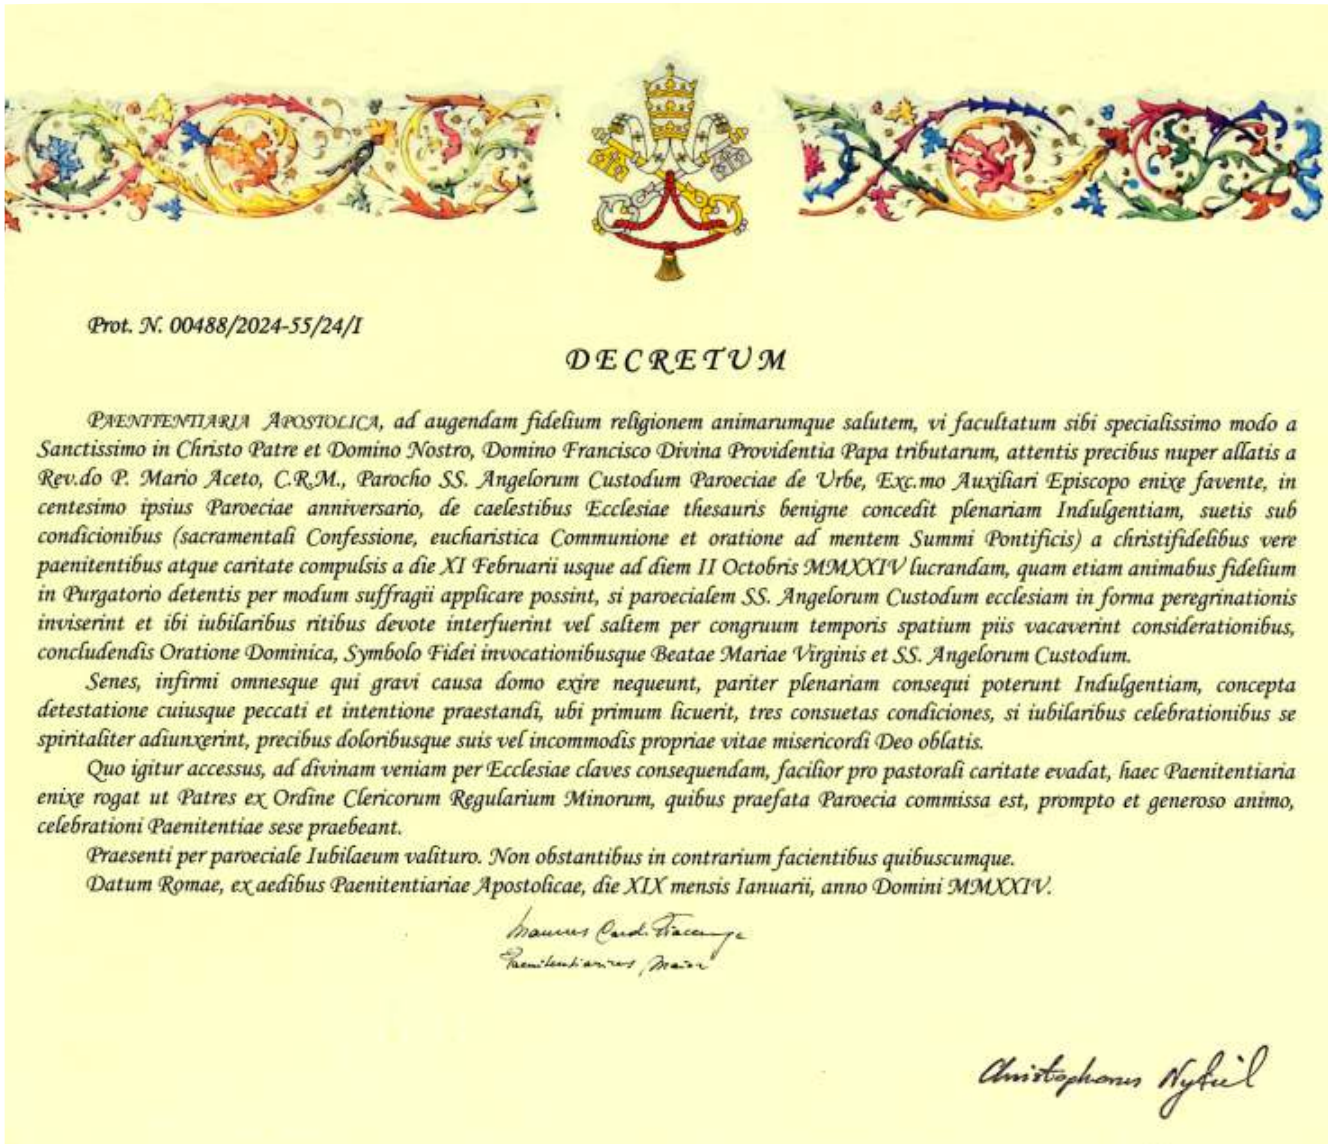 Prot. N. 00488/2024-55/24/I
DECRETUM
PAENITENTIARIA APOSTOLICA, ad augendam fidelium religionem animarumque salutem, vi facultatum sibi specialissimo modo a
Sanctissimo in Christo Patre et Domino Nostro, Domino Francisco Divina Providentia Papa tributarum, attentis precibus nuper allatis a
Rev.do P. Mario Aceto, C.R.M., Parocho SS. Angelorum Custodum Paroeciae de Urbe, Exc.mo Auxiliari Episcopo enixe favente, in
centesimo ipsius Paroeciae anniversario, de caelestibus Ecclesiae thesauris benigne concedit plenariam Indulgentiam, suetis sub
condicionibus (sacramentali Confessione, eucharistica Communione et oratione ad mentem Summi Pontificis) a christifidelibus vere
paenitentibus atque caritate compulsis a die XI Februarii usque ad diem II Octobris MMXXIV lucrandam, quam etiam animabus fidelium
in Purgatorio detentis per modum suffragii applicare possint, si paroecialem SS. Angelorum Custodum ecclesiam in forma peregrinationis
inviserint et ibi iubilaribus ritibus devote interfuerint vel saltem per congruum temporis spatium piis vacaverint considerationibus,
concludendis Oratione Dominica, Symbolo Fidei invocationibusque Beatae Mariae Virginis et SS. Angelorum Custodum.
Senes, infirmi omnesque qui gravi causa domo exire nequeunt, pariter plenariam consequi poterunt Indulgentiam, concepta
detestatione cuiusque peccati et intentione praestandi, ubi primum licuerit, tres consuetas condiciones, si iubilaribus celebrationibus se
spiritaliter adiunxerint, precibus doloribusque suis vel incommodis propriae vitae misericordi Deo oblatis.
Quo igitur accessus, ad divinam veniam per Ecclesiae claves consequendam, facilior pro pastorali caritate evadat, haec Paenitentiaria
enixe rogat ut Patres ex Ordine Clericorum Regularium Minorum, quibus praefata Paroecia commissa est, prompto et generoso animo,
celebrationi Paenitentiae sese praebeant.
Praesenti per paroeciale Iubilaeum valituro. Non obstantibus in contrarium facientibus quibuscumque.
Datum Romae, ex aedibus Paenitentiariae Apostolicae, die XIX mensis Ianuarii, anno Domini MMXXIV.
Maurus Card. Piacenza
Paenitentiarius Maior
Christophorus Nykiel